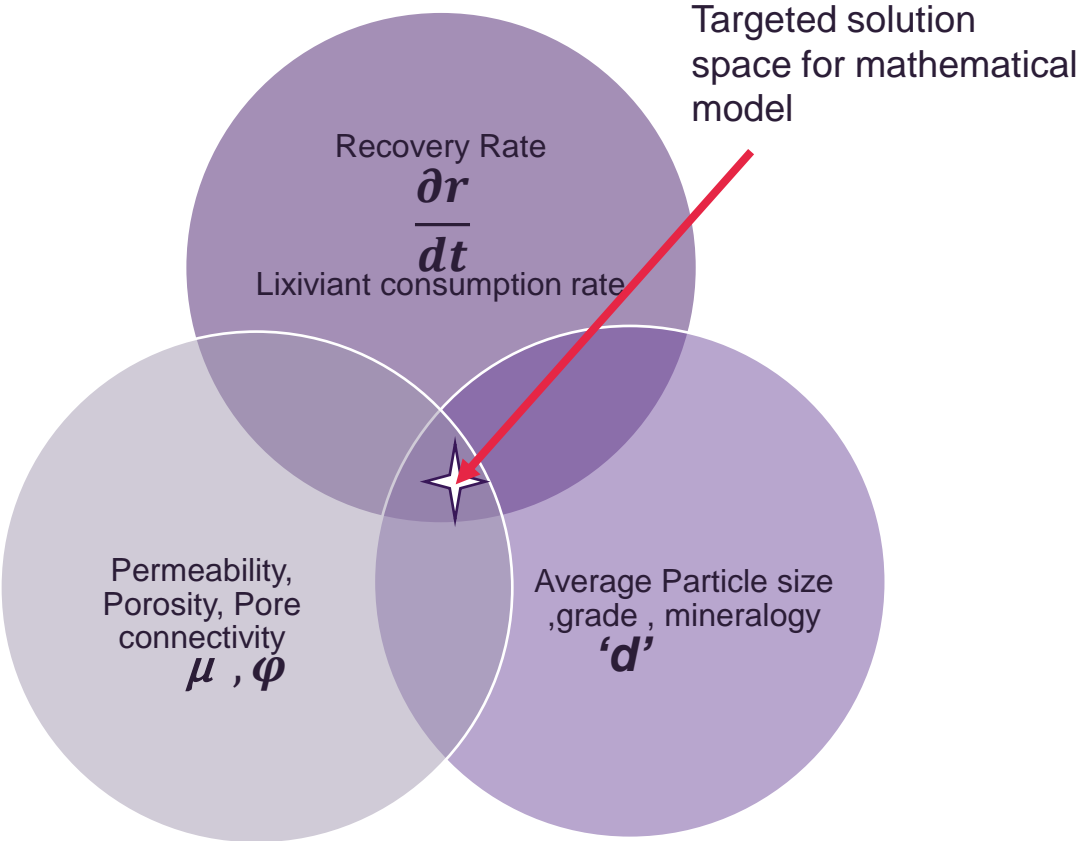 Targeted solution
space for mathematical
model
Recovery Rate
∂r
dt
Lixiviant consumption rate
Permeability,
Porosity, Pore
connectivity
μ , φ
Average Particle size
,grade , mineralogy
‘d’